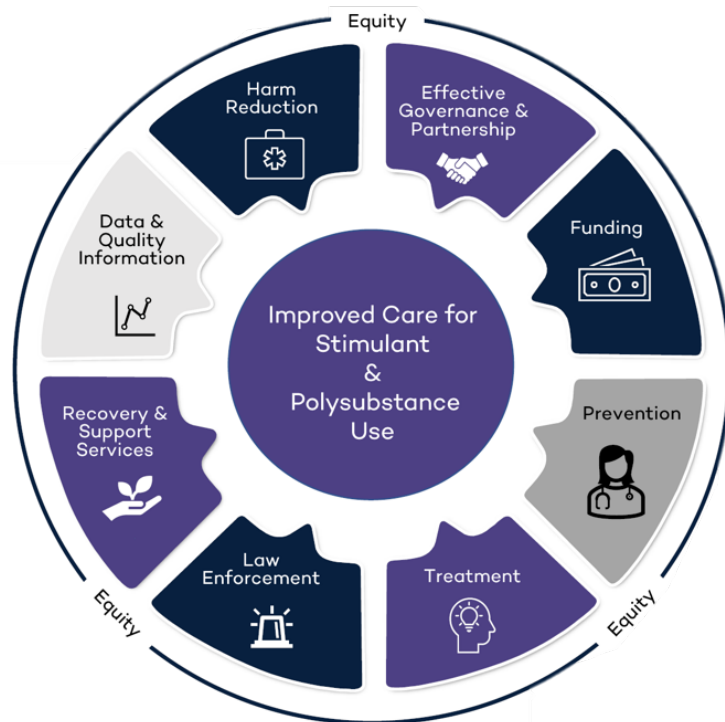 Equity
Harm
Reduction
Effective
Governance &
Partnership
Funding
Prevention
Treatment
Law
Enforcement
Recovery &
Support
Services
Data &
Quality
Information
Improved Care for
Stimulant
&
Polysubstance
Use
Equity
Equity